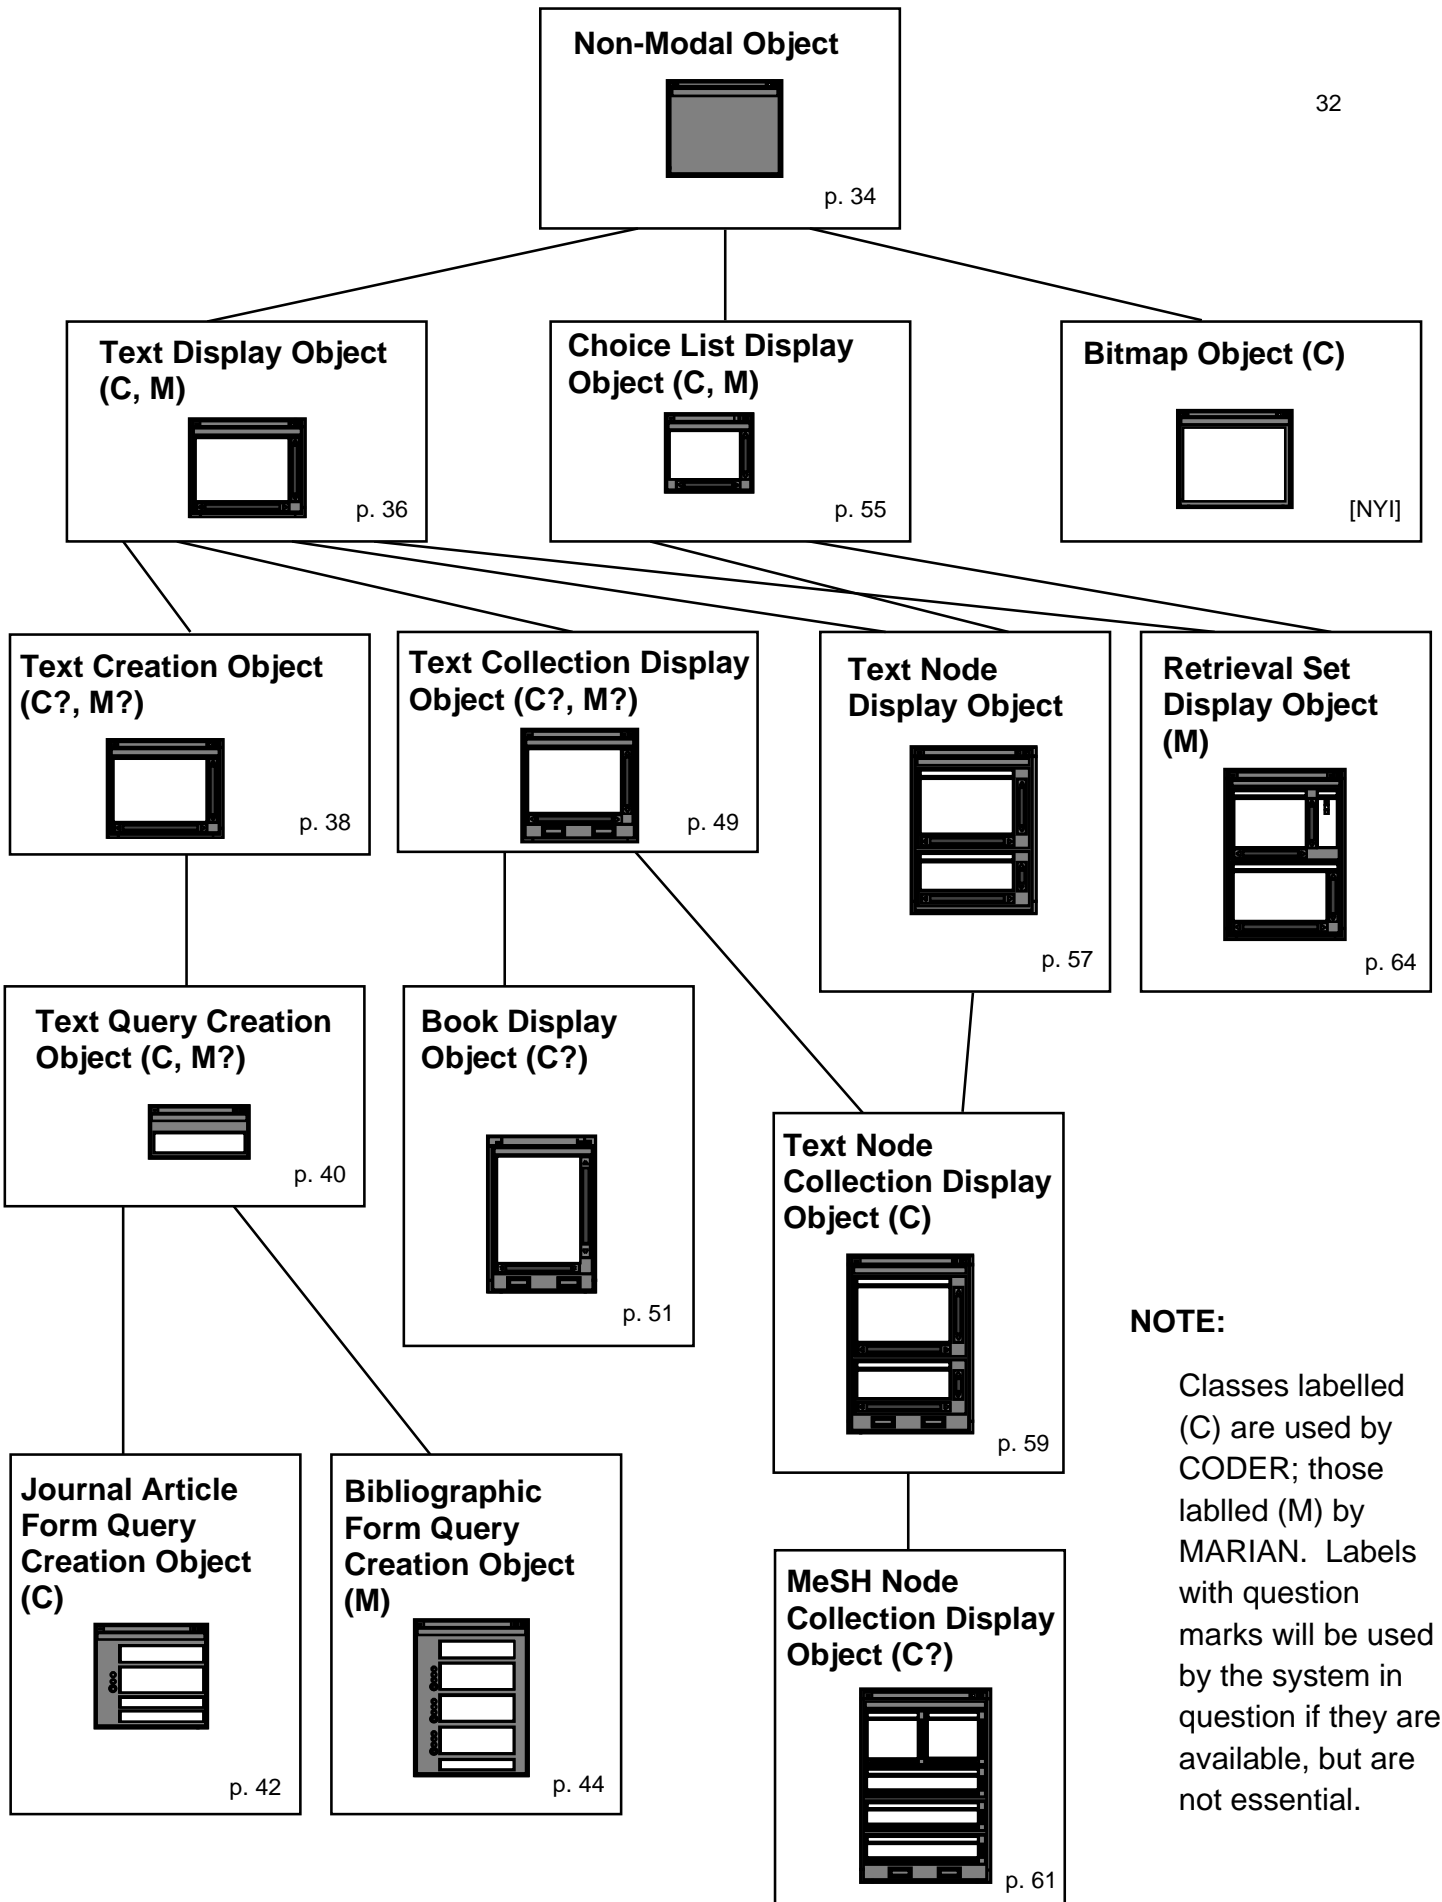 Non-Modal Object
32
p. 34
Text Display Object
(C, M)
p. 36
Choice List Display
Object (C, M)
p. 55
Bitmap Object (C)
[NYI]
Text Creation Object
(C?, M?)
p. 38
Text Collection Display
Object (C?, M?)
p. 49
Text Node
Display Object
p. 57
Retrieval Set
Display Object
(M)
p. 64
Text Query Creation
Object (C, M?)
p. 40
Book Display
Object (C?)
p. 51
Text Node
Collection Display
Object (C)
p. 59
Journal Article
Form Query
Creation Object
(C)
p. 42
Bibliographic
Form Query
Creation Object
(M)
p. 44
MeSH Node
Collection Display
Object (C?)
p. 61
NOTE:
Classes labelled
(C) are used by
CODER; those
lablled (M) by
MARIAN.  Labels
with question
marks will be used
by the system in
question if they are
available, but are
not essential.